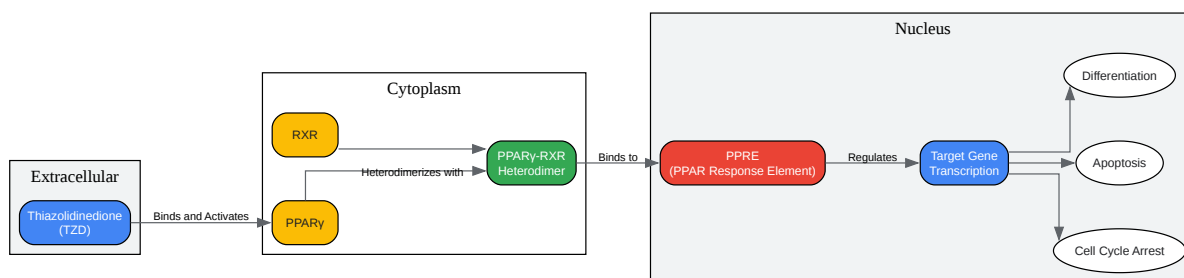 Extracellular
Thiazolidinedione
(TZD)
Binds and Activates
Cytoplasm
RXR
PPARγ
Heterodimerizes with
PPARγ-RXR
Heterodimer
Binds to
Nucleus
PPRE
(PPAR Response Element)
Regulates
Target Gene
Transcription
Differentiation
Apoptosis
Cell Cycle Arrest